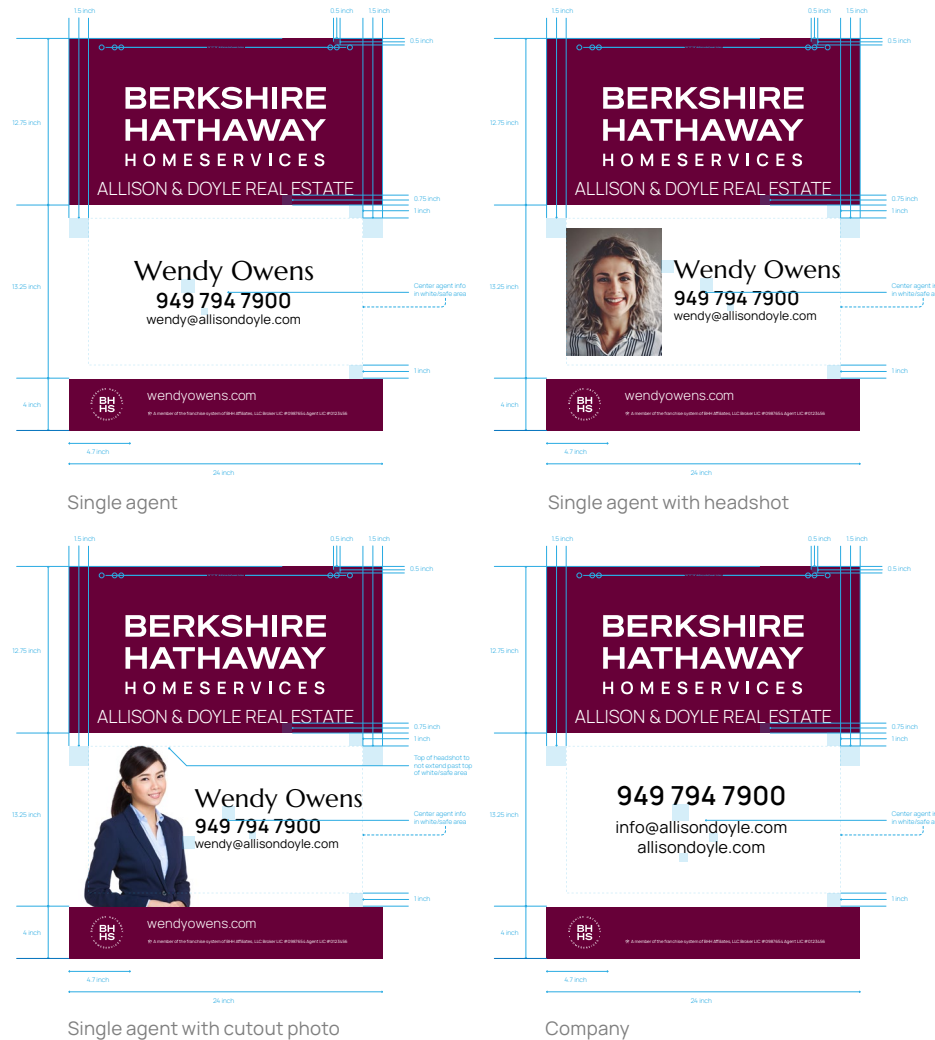 1.5 inch
0.5 inch
1.5 inch
0.5 inch
12.75 inch
BERKSHIRE
HATHAWAY
HOMESERVICES
ALLISON & DOYLE REAL ESTATE
0.75 inch
1 inch
13.25 inch
Wendy Owens
949 794 7900
wendy@allisondoyle.com
Center agent info
in white/safe area
1 inch
4 inch
BH
HS
wendyowens.com
4.7 inch
24 inch
Single agent
1.5 inch
0.5 inch
1.5 inch
0.5 inch
12.75 inch
BERKSHIRE
HATHAWAY
HOMESERVICES
ALLISON & DOYLE REAL ESTATE
0.75 inch
1 inch
13.25 inch
Wendy Owens
949 794 7900
wendy@allisondoyle.com
Center agent
in white/safe area
1 inch
4 inch
BH
HS
wendyowens.com
4.7 inch
24 inch
Single agent with headshot
1.5 inch
0.5 inch
1.5 inch
0.5 inch
12.75 inch
BERKSHIRE
HATHAWAY
HOMESERVICES
ALLISON & DOYLE REAL ESTATE
0.75 inch
1 inch
Top of headshot to
not extend past top
of white/safe area
13.25 inch
Wendy Owens
949 794 7900
wendy@allisondoyle.com
Center agent info
in white/safe area
1 inch
4 inch
BH
HS
wendyowens.com
4.7 inch
24 inch
Single agent with cutout photo
1.5 inch
0.5 inch
1.5 inch
0.5 inch
12.75 inch
BERKSHIRE
HATHAWAY
HOMESERVICES
ALLISON & DOYLE REAL ESTATE
0.75 inch
1 inch
13.25 inch
949 794 7900
info@allisondoyle.com
allisondoyle.com
Center agent
in white/safe area
1 inch
4 inch
BH
HS
4.7 inch
24 inch
Company